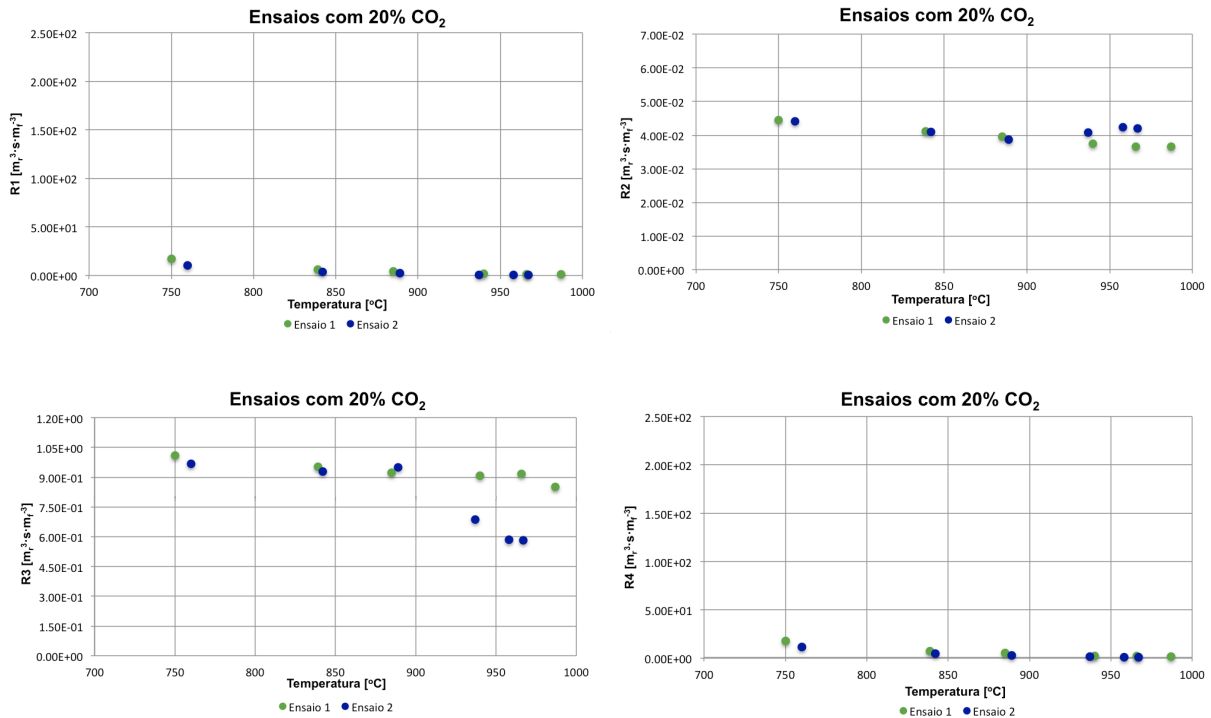 Ensaios com 20% CO₂
2.50E+02
2.00E+02
1.50E+02
1.00E+02
5.00E+01
0.00E+00
R1 [mᵣ³·s·m_f⁻³]
700 750 800 850 900 950 1000
Temperatura [ºC]
Ensaio 1 Ensaio 2
Ensaios com 20% CO₂
7.00E-02
6.00E-02
5.00E-02
4.00E-02
3.00E-02
2.00E-02
1.00E-02
0.00E+00
R2 [mᵣ³·s·m_f⁻³]
700 750 800 850 900 950 1000
Temperatura [ºC]
Ensaio 1 Ensaio 2
Ensaios com 20% CO₂
1.20E+00
1.05E+00
9.00E-01
7.50E-01
6.00E-01
4.50E-01
3.00E-01
1.50E-01
0.00E+00
R3 [mᵣ³·s·m_f⁻³]
700 750 800 850 900 950 1000
Temperatura [ºC]
Ensaio 1 Ensaio 2
Ensaios com 20% CO₂
2.50E+02
2.00E+02
1.50E+02
1.00E+02
5.00E+01
0.00E+00
R4 [mᵣ³·s·m_f⁻³]
700 750 800 850 900 950 1000
Temperatura [ºC]
Ensaio 1 Ensaio 2